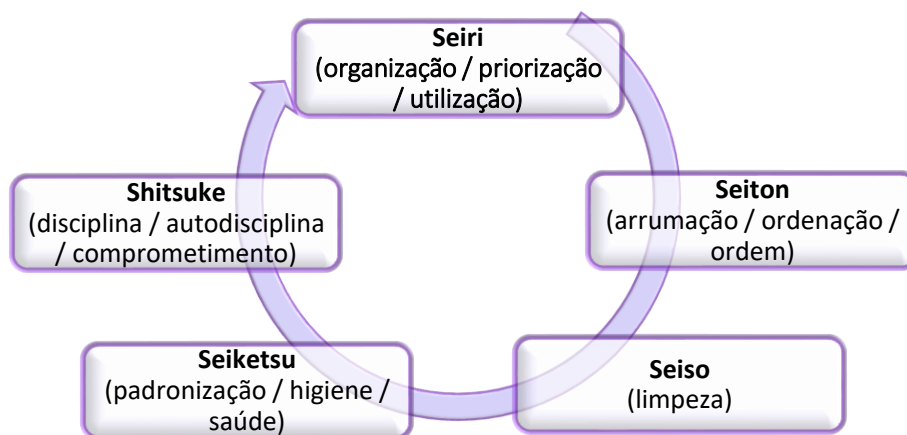 Seiri
(organização / priorização
/ utilização)
Seiton
(arrumação / ordenação /
ordem)
Seiso
(limpeza)
Seiketsu
(padronização / higiene /
saúde)
Shitsuke
(disciplina / autodisciplina
/ comprometimento)